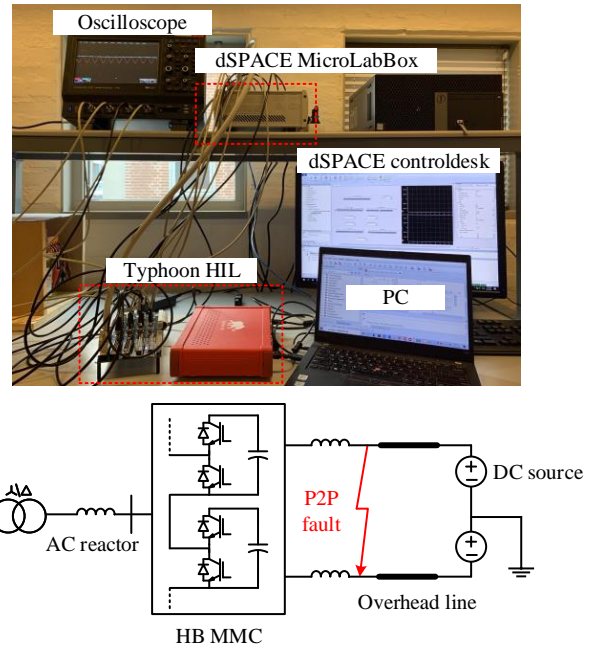 Oscilloscope
dSPACE MicroLabBox
dSPACE controldesk
Typhoon HIL
PC
P2P
fault
DC source
AC reactor
Overhead line
HB MMC